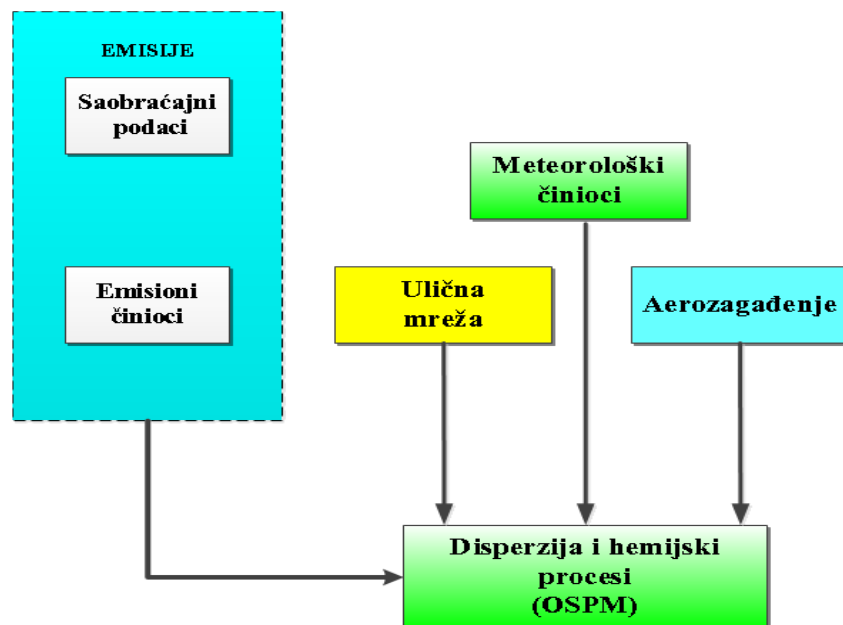 EMISIJE
Saobraćajni
podaci
Meteorološki
činioci
Emisioni
činioci
Ulična
mreža
Aerozagađenje
Disperzija i hemijski
procesi
(OSPM)